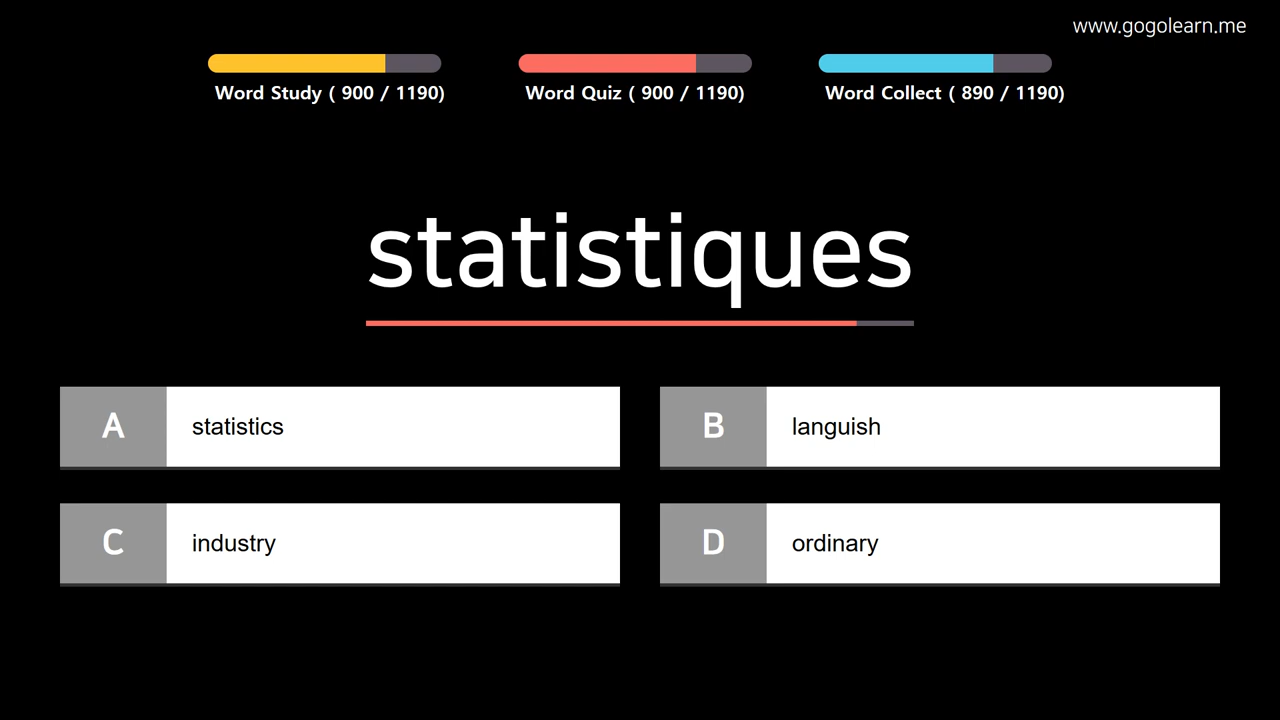 www.gogolearn.me
Word Study ( 900 / 1190)
Word Quiz ( 900 / 1190)
Word Collect ( 890 / 1190)
statistiques
A statistics
B languish
C industry
D ordinary